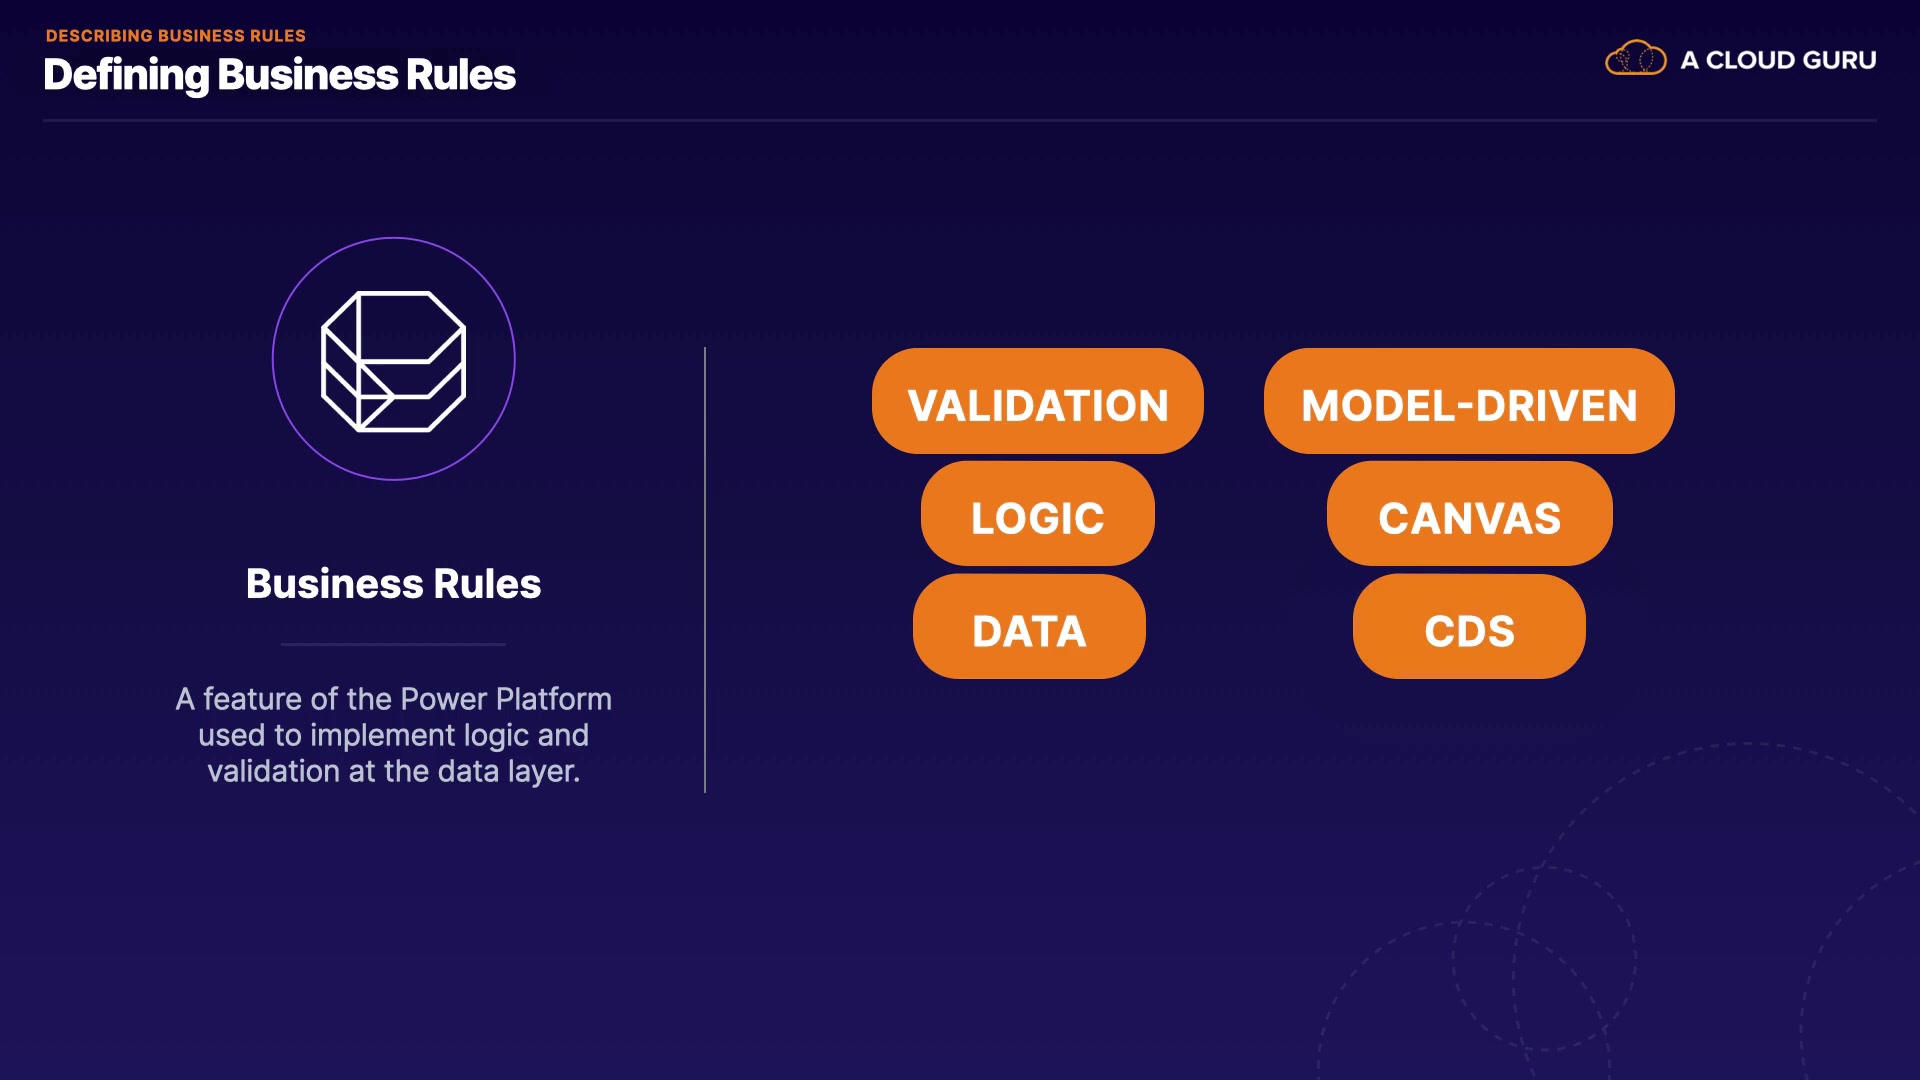 DESCRIBING BUSINESS RULES
Defining Business Rules
A CLOUD GURU
Business Rules
A feature of the Power Platform
used to implement logic and
validation at the data layer.
VALIDATION
LOGIC
DATA
MODEL-DRIVEN
CANVAS
CDS